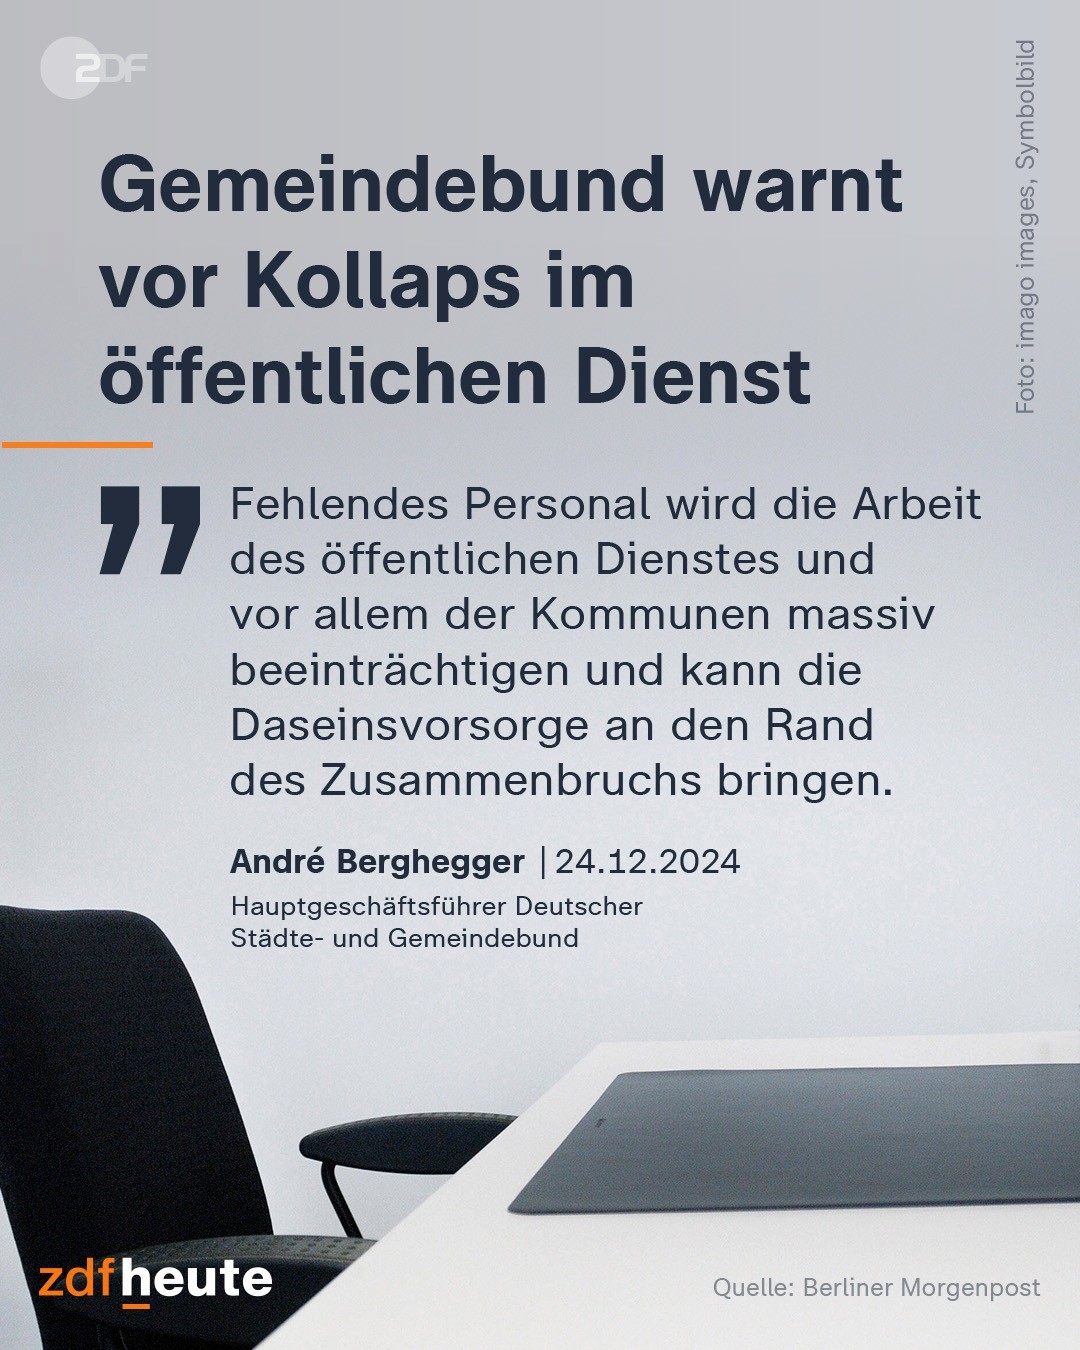 ZDF
Foto: imago images, Symbolbild
Gemeindebund warnt
vor Kollaps im
öffentlichen Dienst
” Fehlendes Personal wird die Arbeit
des öffentlichen Dienstes und
vor allem der Kommunen massiv
beeinträchtigen und kann die
Daseinsvorsorge an den Rand
des Zusammenbruchs bringen.
André Berghegger | 24.12.2024
Hauptgeschäftsführer Deutscher
Städte- und Gemeindebund
zdfheute
Quelle: Berliner Morgenpost